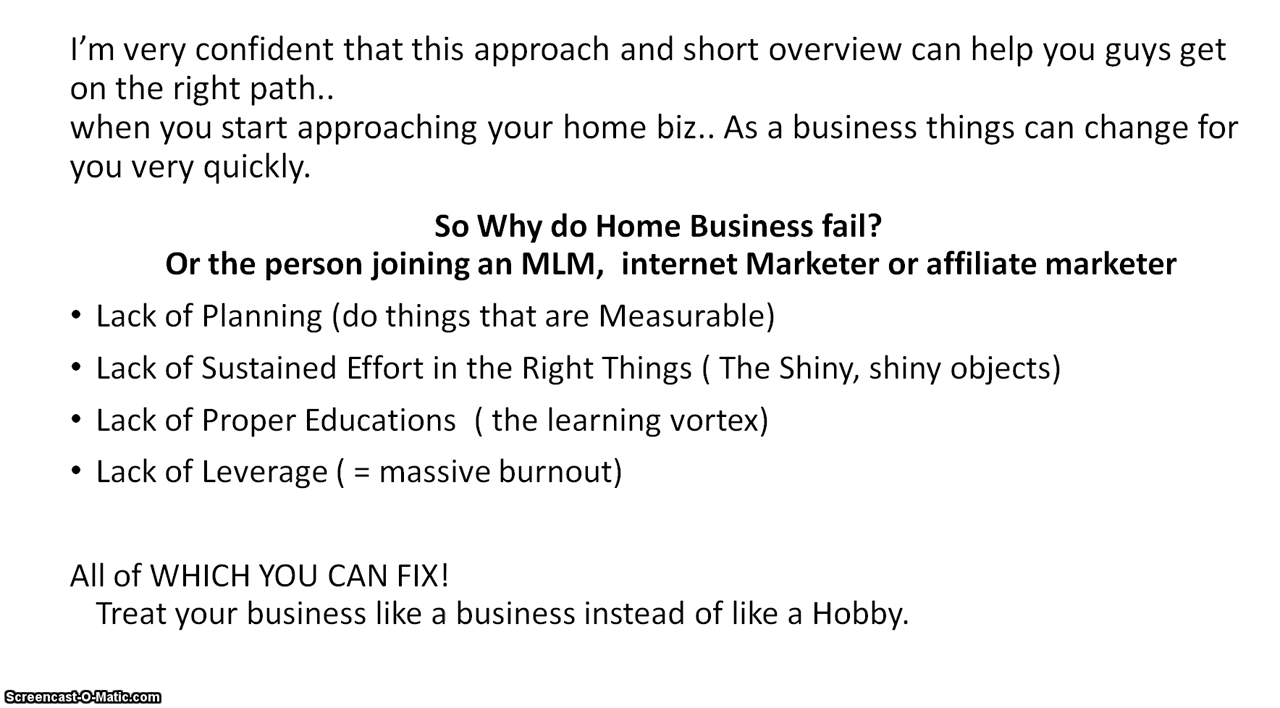 I’m very confident that this approach and short overview can help you guys get
on the right path..
when you start approaching your home biz.. As a business things can change for
you very quickly.
So Why do Home Business fail?
Or the person joining an MLM,  internet Marketer or affiliate marketer
• Lack of Planning (do things that are Measurable)
• Lack of Sustained Effort in the Right Things ( The Shiny, shiny objects)
• Lack of Proper Educations  ( the learning vortex)
• Lack of Leverage ( = massive burnout)
All of WHICH YOU CAN FIX!
Treat your business like a business instead of like a Hobby.
Screencast-O-Matic.com